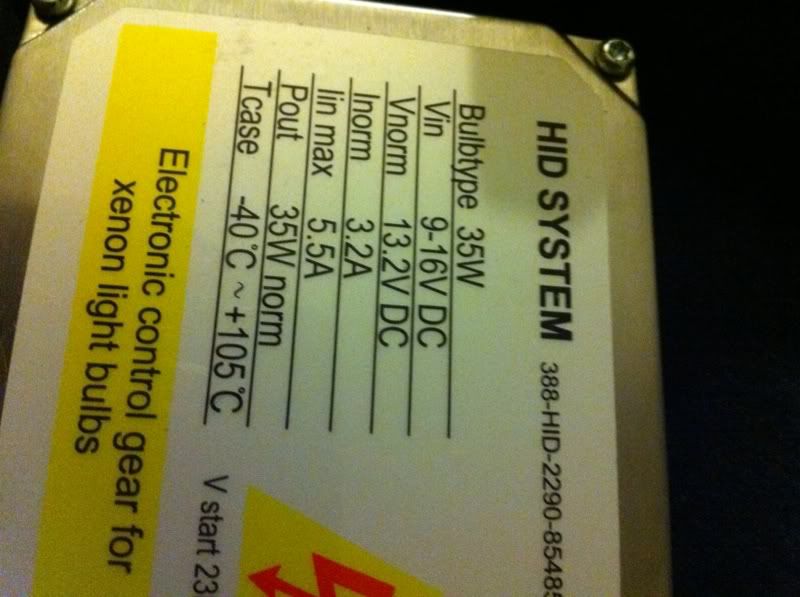 HID SYSTEM 388-HID-2290-8548
Bulbtype 35W
Vin 9-16V DC
Vnorm 13.2V DC
Inorm 3.2A
Iin max 5.5A
Pout 35W norm
Tcase -40°C ~ +105°C
V start 23
Electronic control gear for
xenon light bulbs